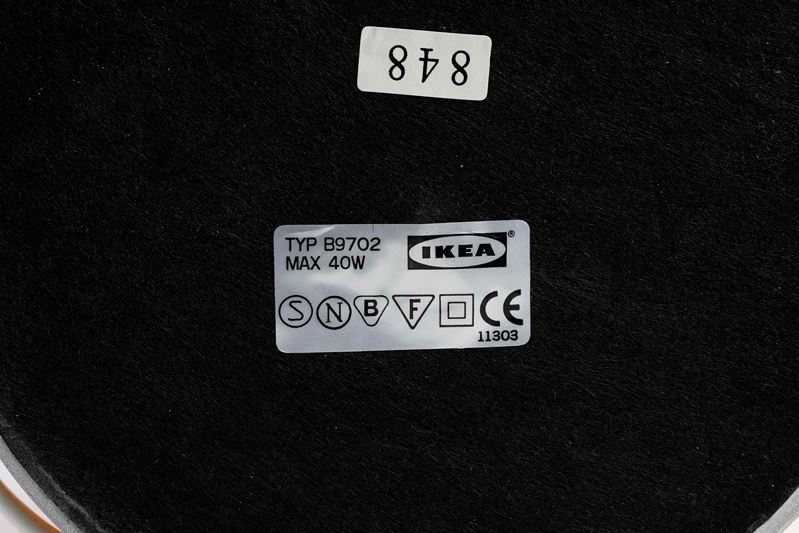 848
TYP B9702
MAX 40W
IKEA®
S N B F CE
11303